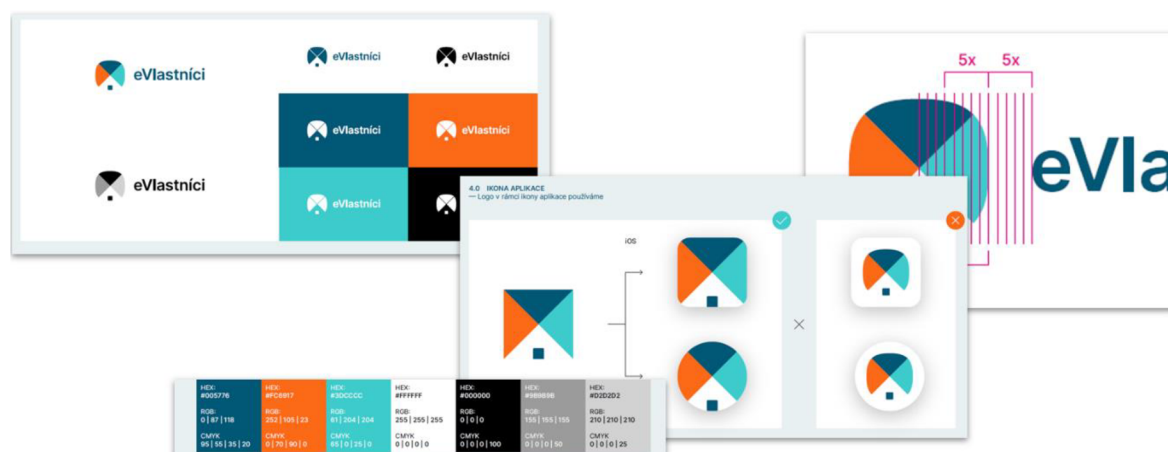 eVlastníci
eVlastníci
eVlastníci
eVlastníci
eVlastníci
eVlastníci
eVlastníci
5x 5x
eVla
4.0 IKONA APLIKACE
— Logo v rámci ikony aplikace používáme
iOS
HEX:
#005776
RGB:
0|87|118
CMYK
95|55|35|20
HEX:
#FC6917
RGB:
252|105|23
CMYK
0|70|90|0
HEX:
#3DCCCC
RGB:
61|204|204
CMYK
65|0|25|0
HEX:
#FFFFFF
RGB:
255|255|255
CMYK
0|0|0|0
HEX:
#000000
RGB:
0|0|0
CMYK
0|0|0|100
HEX:
#9B9B9B
RGB:
155|155|155
CMYK
0|0|0|50
HEX:
#D2D2D2
RGB:
210|210|210
CMYK
0|0|0|25